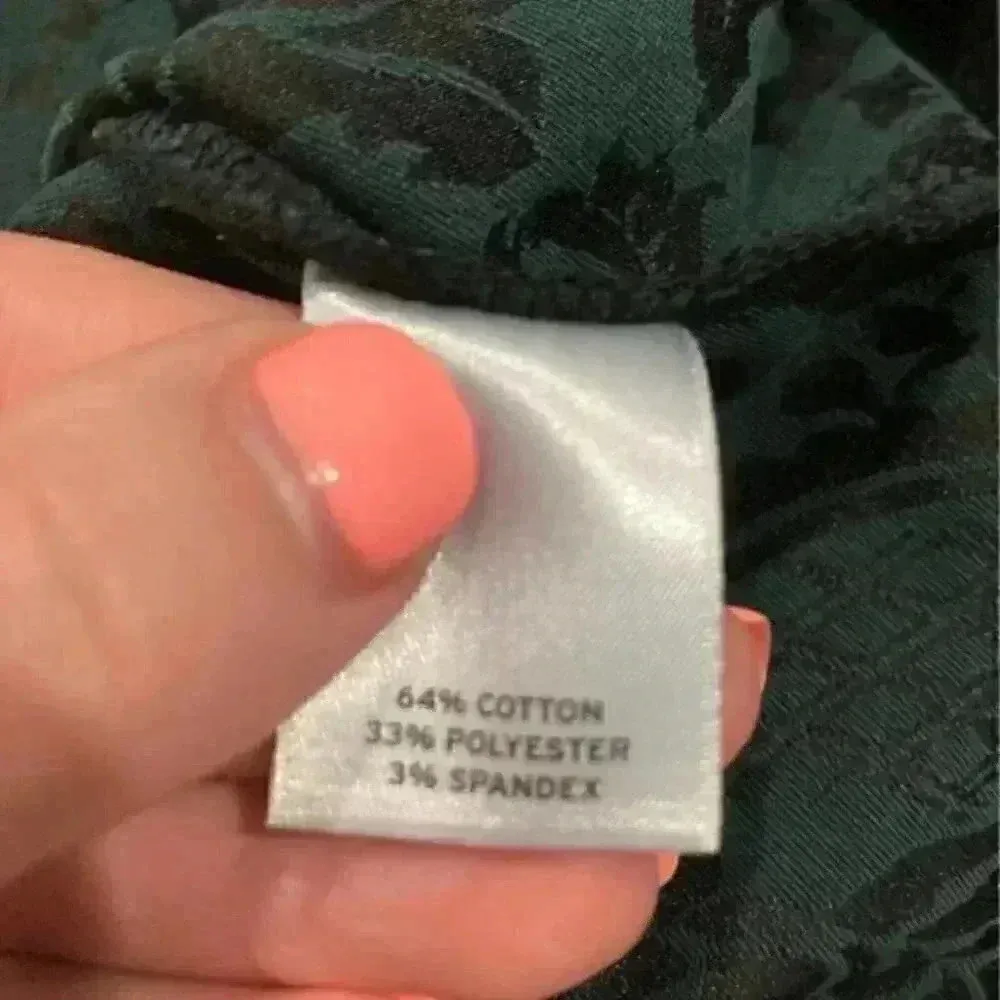 64% COTTON
33% POLYESTER
3% SPANDEX